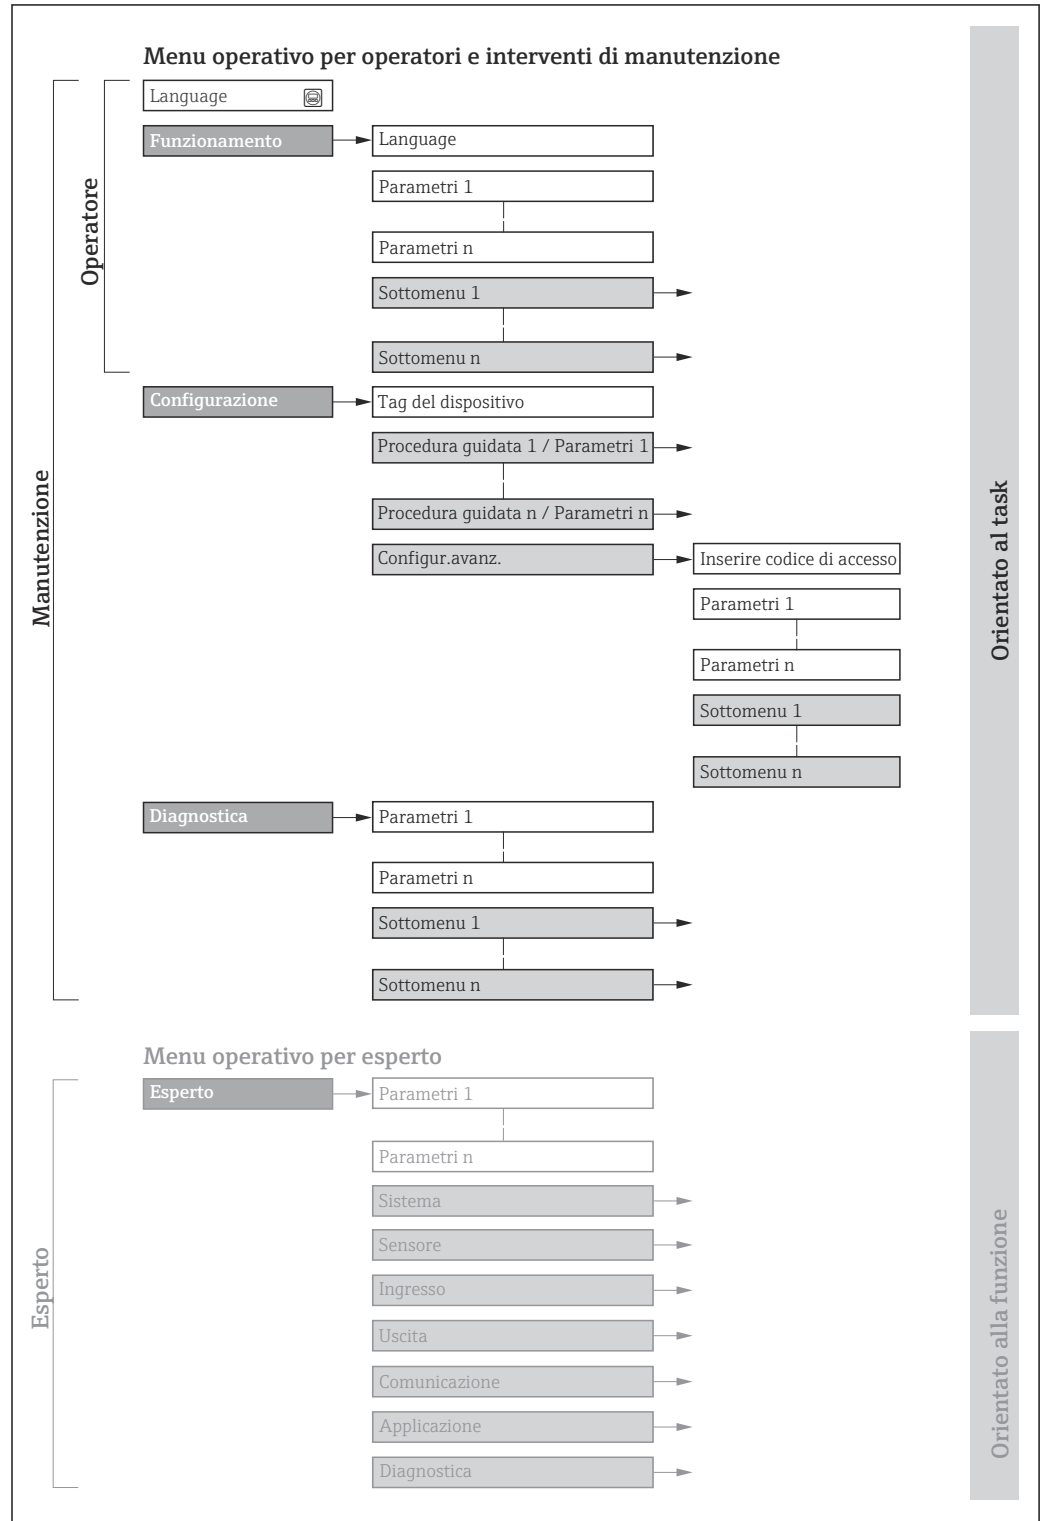 Menu operativo per operatori e interventi di manutenzione
Language
Funzionamento
Language
Parametri 1
Parametri n
Sottomenu 1
Sottomenu n
Operatore
Configurazione
Tag del dispositivo
Procedura guidata 1 / Parametri 1
Procedura guidata n / Parametri n
Configur.avanz.
Inserire codice di accesso
Parametri 1
Parametri n
Sottomenu 1
Sottomenu n
Manutenzione
Orientato al task
Diagnostica
Parametri 1
Parametri n
Sottomenu 1
Sottomenu n
Menu operativo per esperto
Esperto
Parametri 1
Parametri n
Sistema
Sensore
Ingresso
Uscita
Comunicazione
Applicazione
Diagnostica
Esperto
Orientato alla funzione